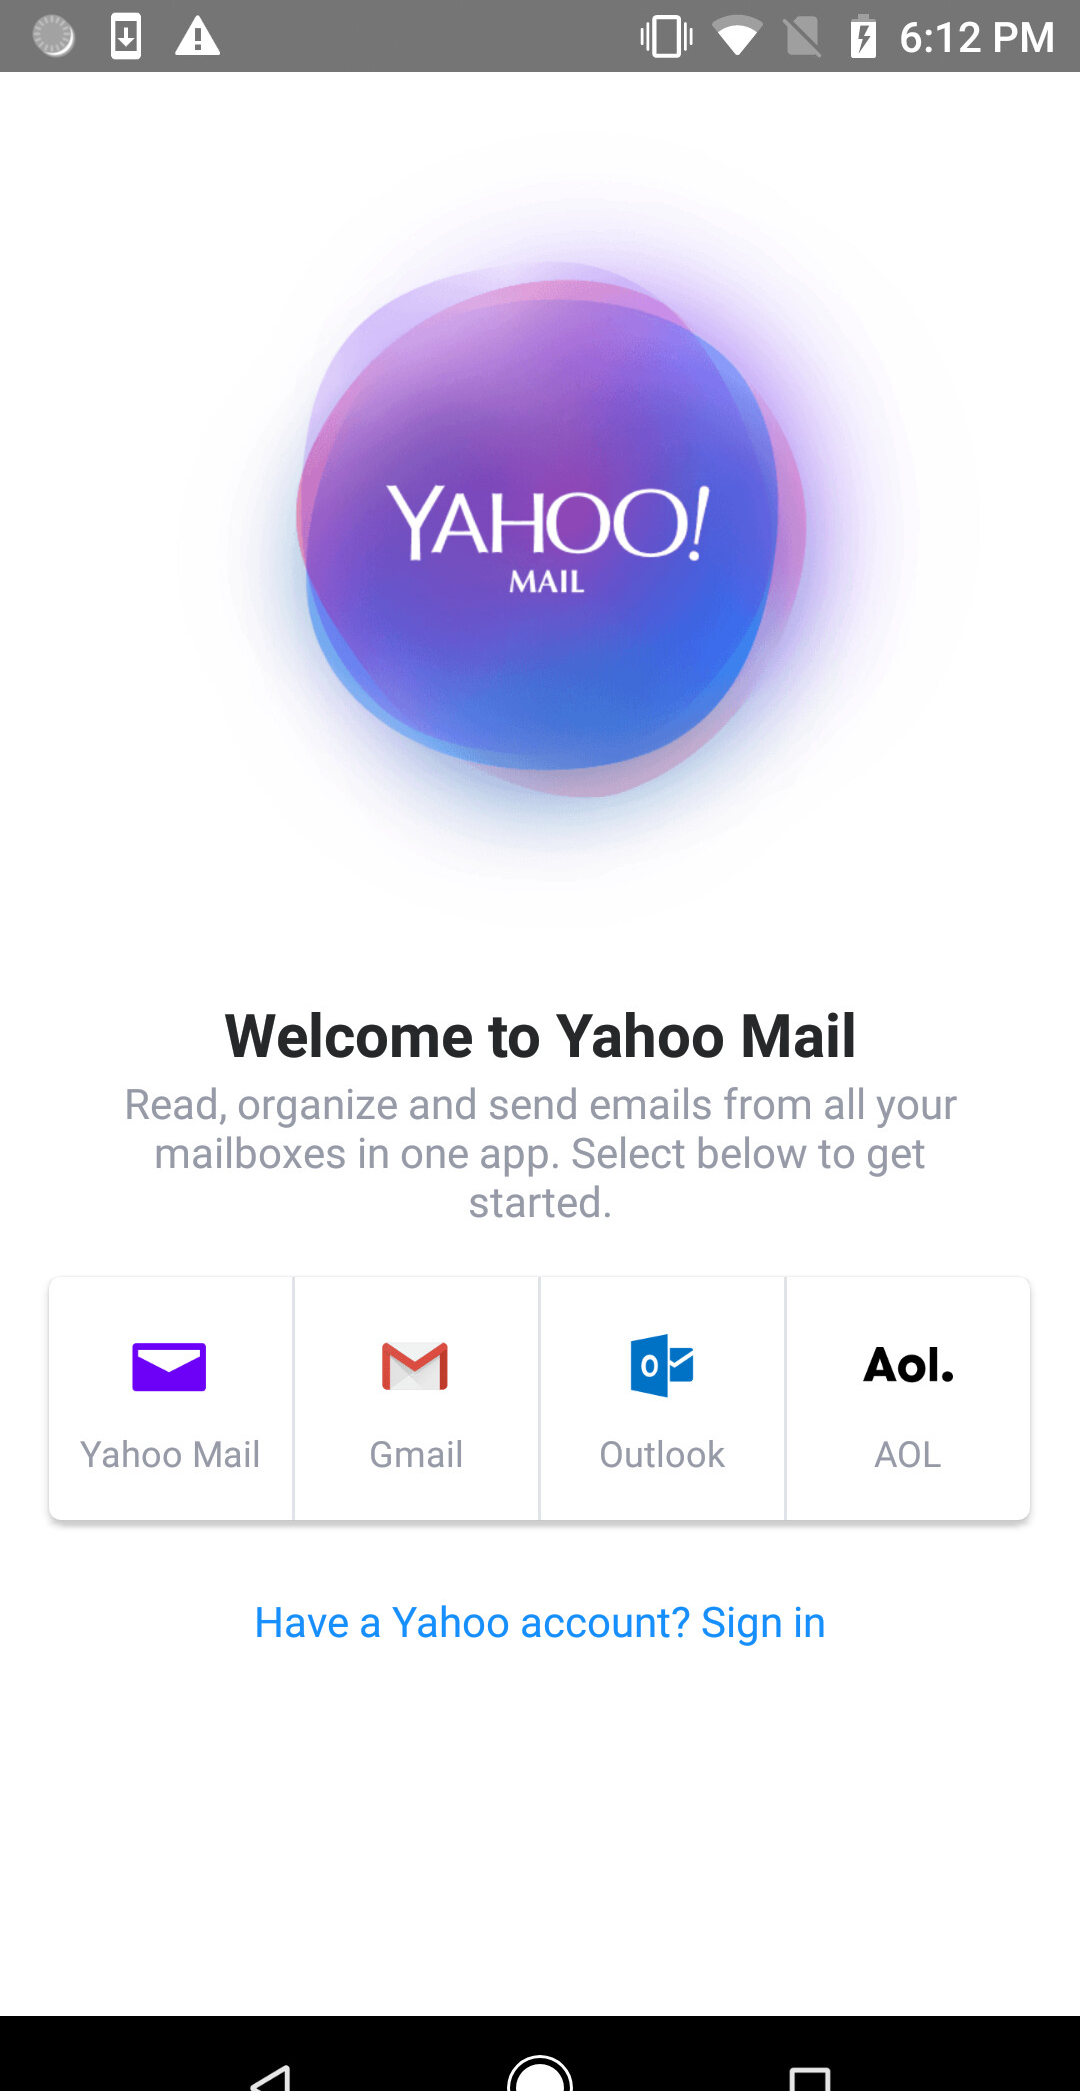 6:12 PM
YAHOO!
MAIL
Welcome to Yahoo Mail
Read, organize and send emails from all your
mailboxes in one app. Select below to get
started.
O
Aol.
Yahoo Mail
Gmail
Outlook
AOL
Have a Yahoo account? Sign in